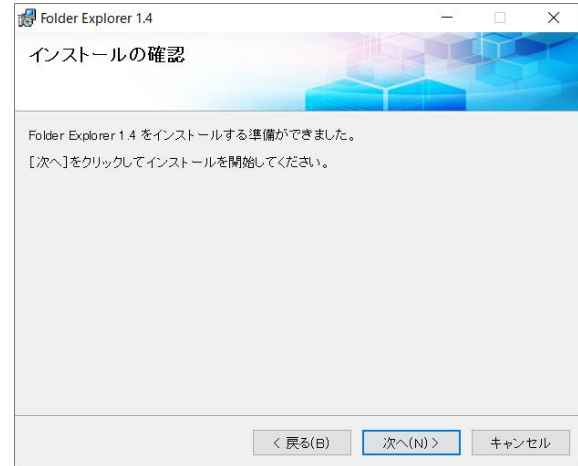 Folder Explorer 1.4
インストールの確認
Folder Explorer 1.4 をインストールする準備ができました。
[次へ]をクリックしてインストールを開始してください。
< 戻る(B)
次へ(N) >
キャンセル